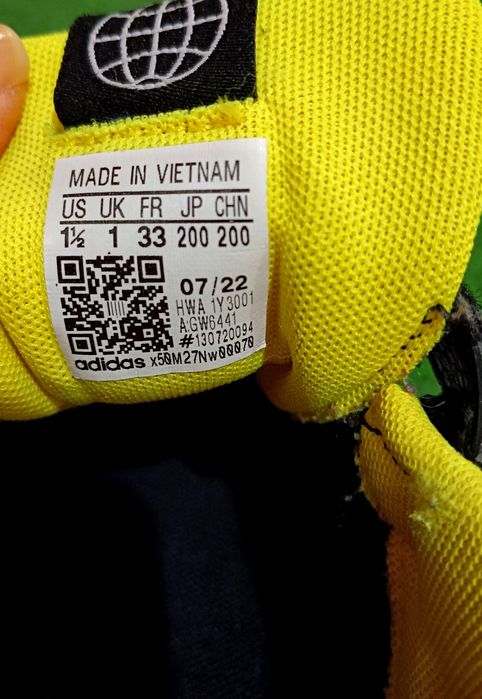 MADE IN VIETNAM
US UK FR JP CHN
1½ 1 33 200 200
07/22
HWA 1Y3001
A:GW6441
#130720094
adidas x50M27Nw00070